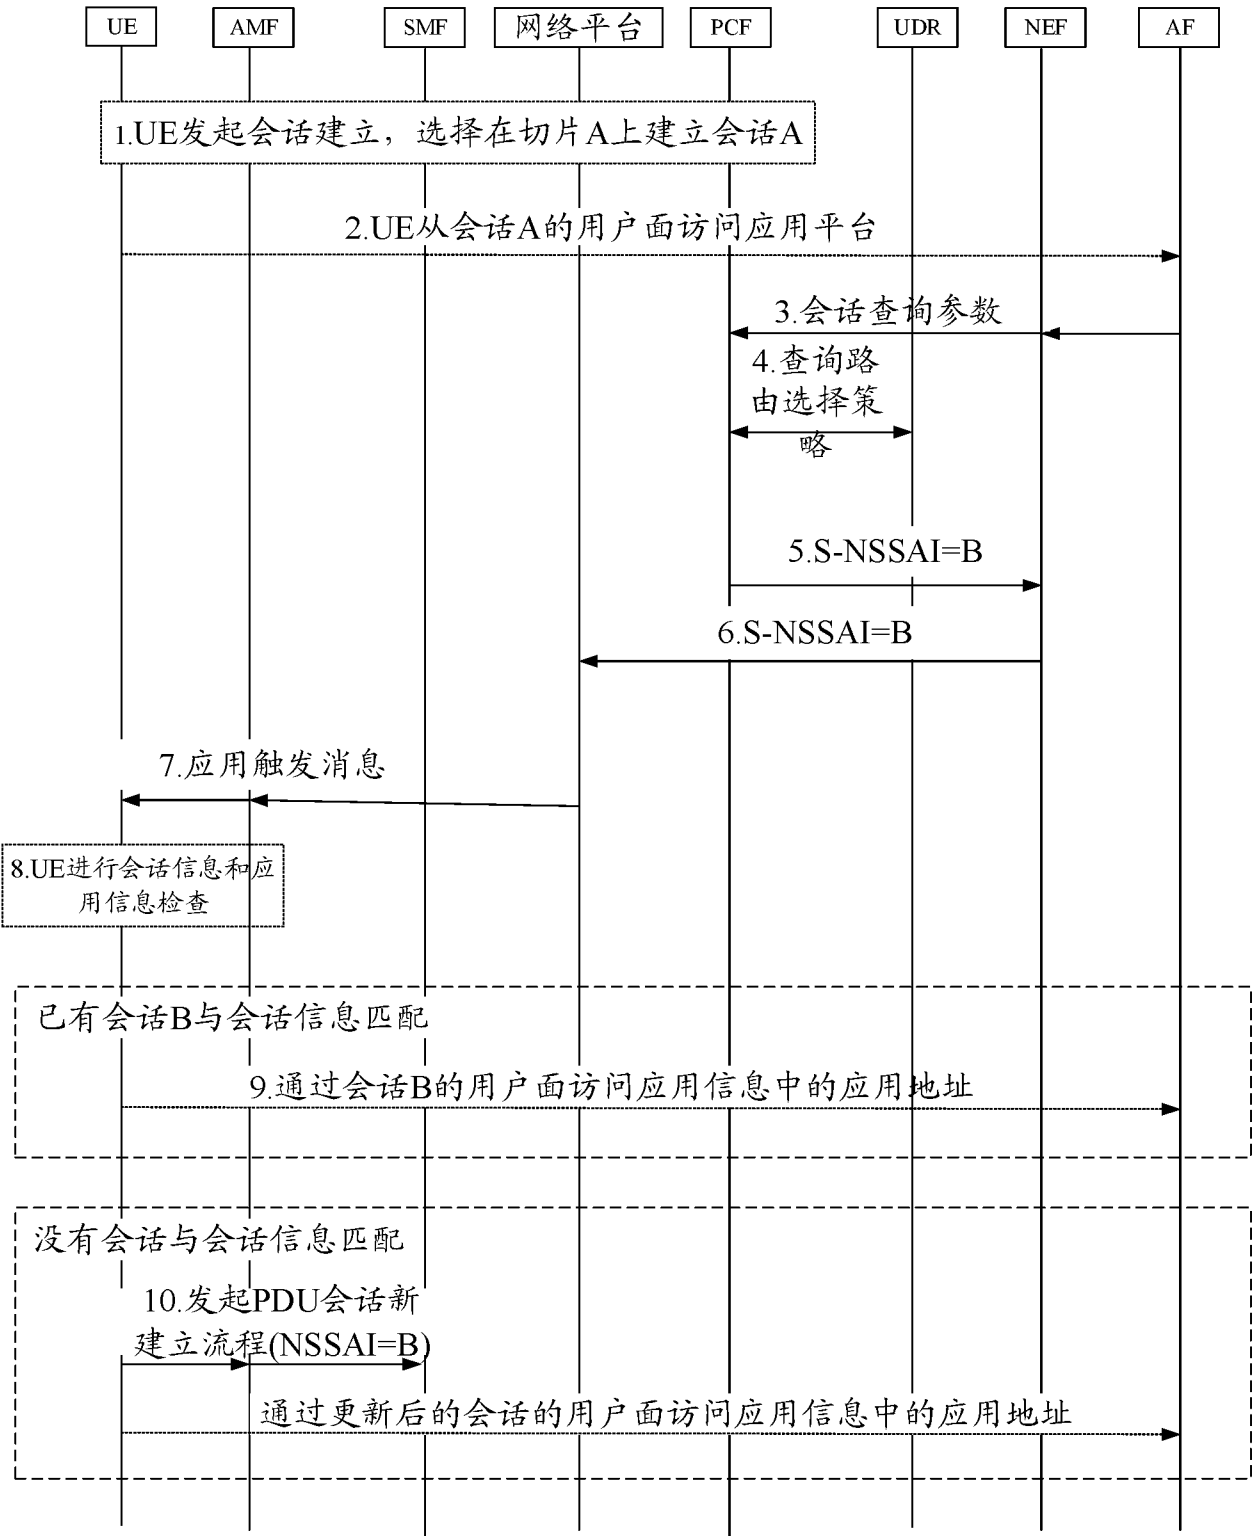 UE
AMF
SMF
网络平台
PCF
UDR
NEF
AF
1.UE发起会话建立，选择在切片A上建立会话A
2.UE从会话A的用户面访问应用平台
3.会话查询参数
4.查询路
由选择策
略
5.S-NSSAI=B
6.S-NSSAI=B
7.应用触发消息
8.UE进行会话信息和应
用信息检查
已有会话B与会话信息匹配
9.通过会话B的用户面访问应用信息中的应用地址
没有会话与会话信息匹配
10.发起PDU会话新
建立流程(NSSAI=B)
通过更新后的会话的用户面访问应用信息中的应用地址